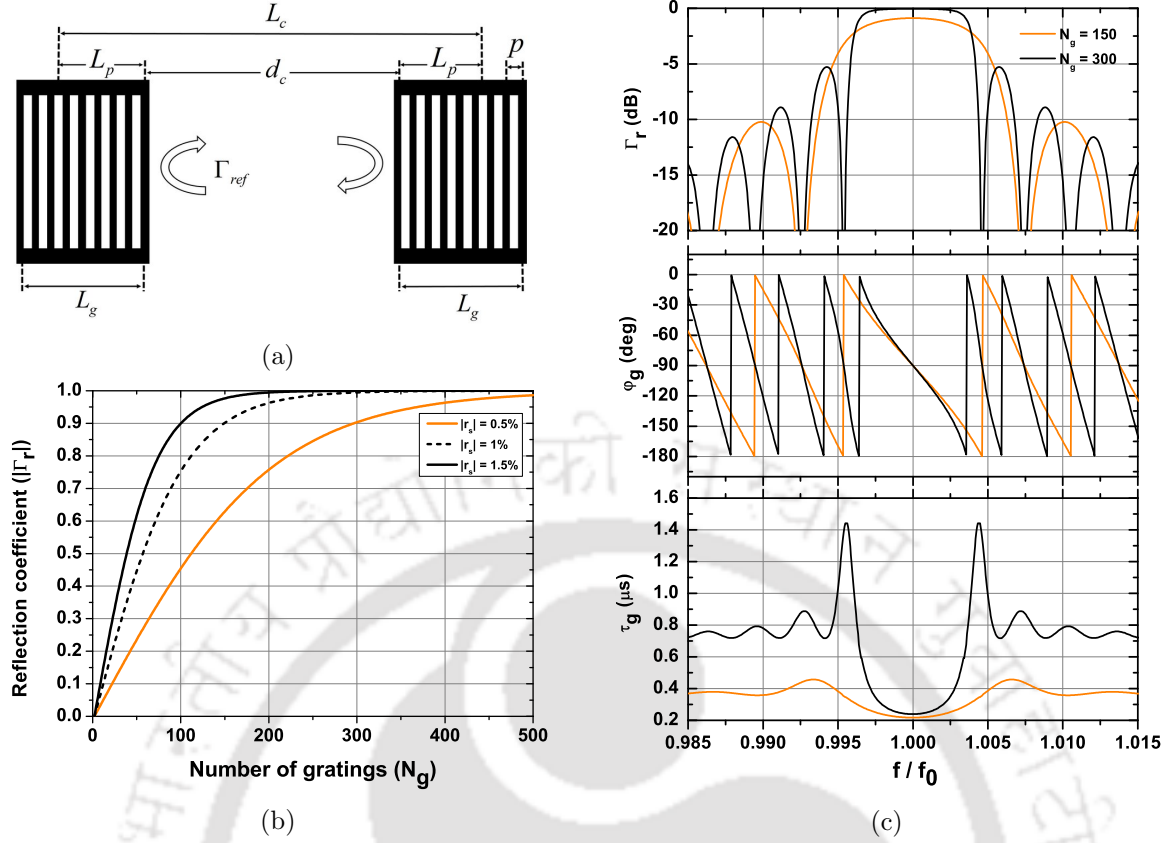 L_c
L_p
d_c
L_p
p
Γ_ref
L_g
L_g
(a)
Reflection coefficient (|Γ_r|)
1.0
0.9
0.8
0.7
0.6
0.5
0.4
0.3
0.2
0.1
0.0
|r_s| = 0.5%
|r_s| = 1%
|r_s| = 1.5%
0 100 200 300 400 500
Number of gratings (N_g)
(b)
Γ_r (dB)
0
-5
-10
-15
-20
N_g = 150
N_g = 300
φ_g (deg)
0
-30
-60
-90
-120
-150
-180
τ_g (μs)
1.6
1.4
1.2
1.0
0.8
0.6
0.4
0.2
0.985 0.990 0.995 1.000 1.005 1.010 1.015
f / f_0
(c)